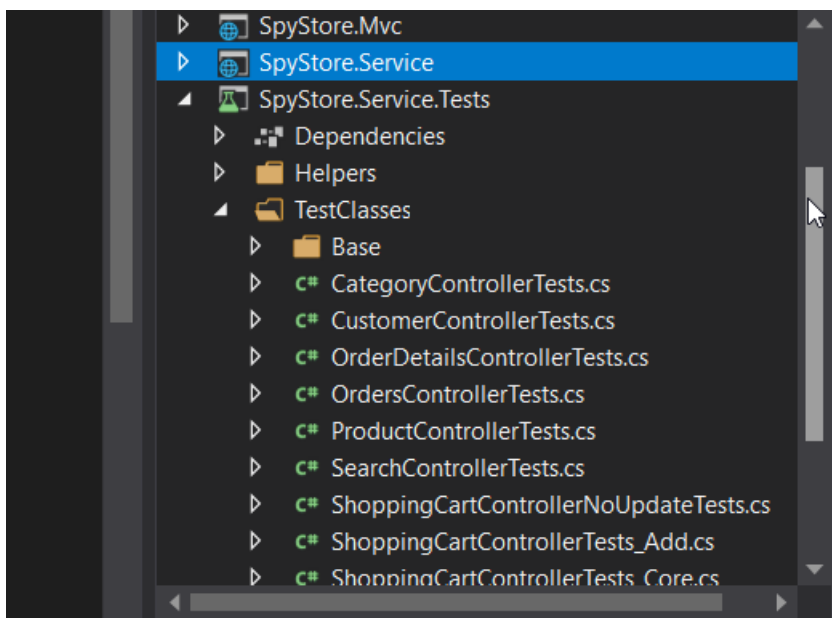 SpyStore.Mvc
SpyStore.Service
SpyStore.Service.Tests
Dependencies
Helpers
TestClasses
Base
C# CategoryControllerTests.cs
C# CustomerControllerTests.cs
C# OrderDetailsControllerTests.cs
C# OrdersControllerTests.cs
C# ProductControllerTests.cs
C# SearchControllerTests.cs
C# ShoppingCartControllerNoUpdateTests.cs
C# ShoppingCartControllerTests_Add.cs
C# ShoppingCartControllerTests_Core.cs